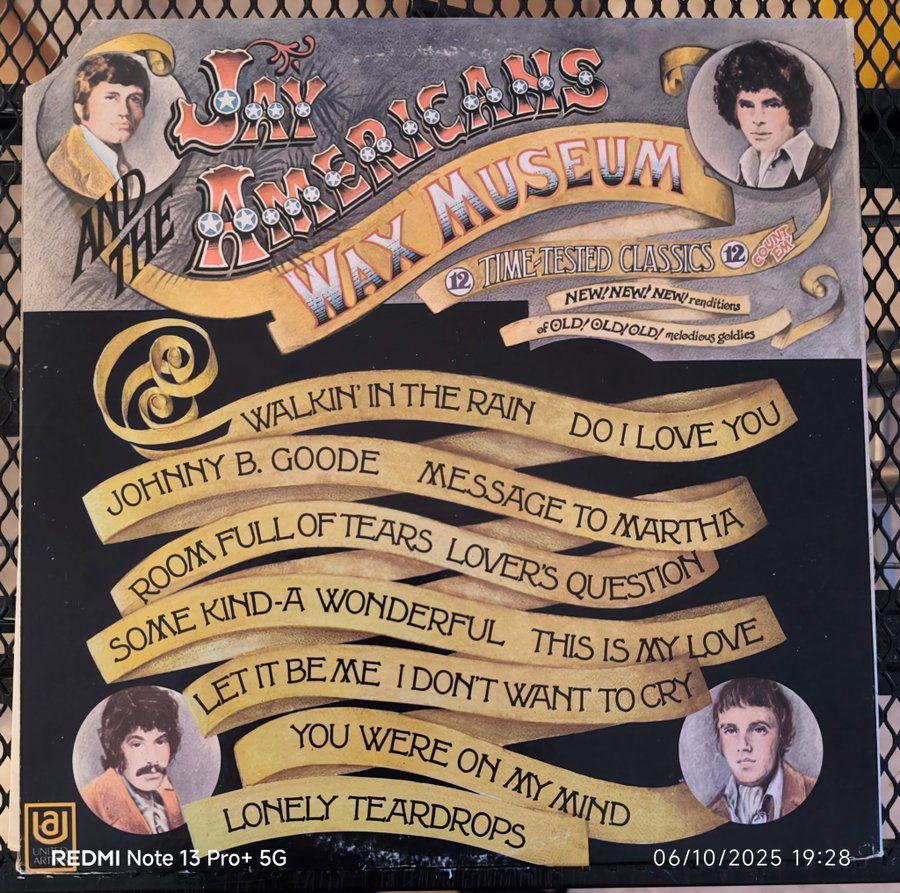 JAY
AND THE
AMERICANS
WAX MUSEUM
12 TIME-TESTED CLASSICS 12 COUNT 'EM
NEW! NEW! NEW! renditions
of OLD! OLD! OLD! melodious goldies
WALKIN' IN THE RAIN DO I LOVE YOU
JOHNNY B. GOODE MESSAGE TO MARTHA
ROOM FULL OF TEARS LOVER'S QUESTION
SOME KIND-A WONDERFUL THIS IS MY LOVE
LET IT BE ME I DON'T WANT TO CRY
YOU WERE ON MY MIND
LONELY TEARDROPS
ua
REDMI Note 13 Pro+ 5G
06/10/2025 19:28